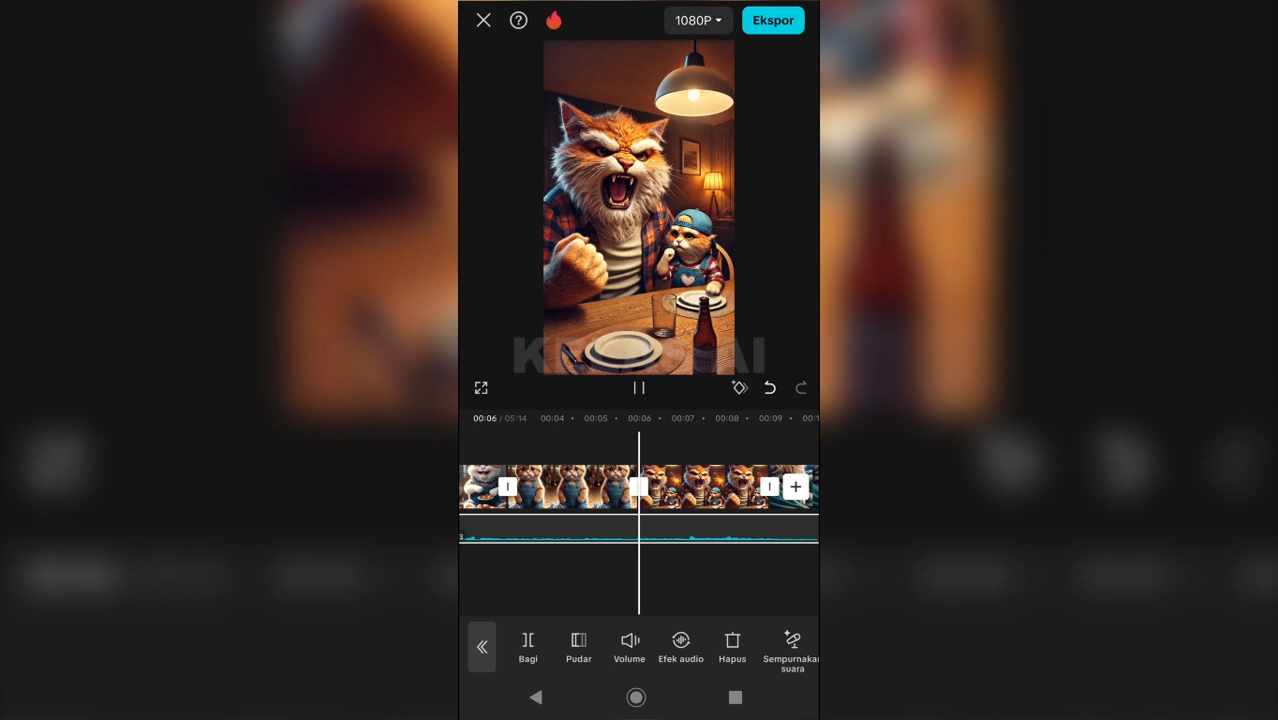 1080P
Ekspor
00:06 / 05:14 00:04 00:05 00:06 00:07 00:08 00:09
3
Bagi
Pudar
Volume
Efek audio
Hapus
Sempurnakan
suara